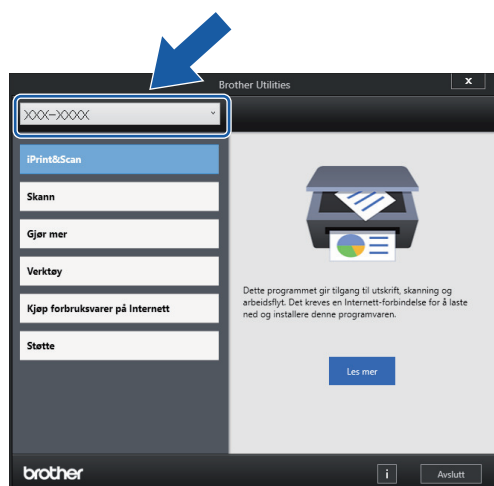 Brother Utilities
x
XXX-XXXX
iPrint&Scan
Skann
Gjør mer
Verktøy
Kjøp forbruksvarer på Internett
Støtte
Dette programmet gir tilgang til utskrift, skanning og
arbeidsflyt. Det kreves en Internett-forbindelse for å laste
ned og installere denne programvaren.
Les mer
brother
i
Avslutt